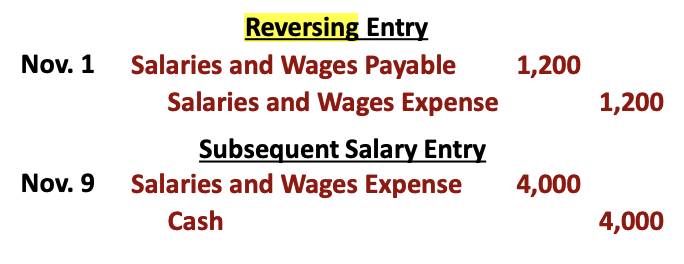 Reversing Entry
Nov. 1 Salaries and Wages Payable 1,200
Salaries and Wages Expense 1,200
Subsequent Salary Entry
Nov. 9 Salaries and Wages Expense 4,000
Cash 4,000